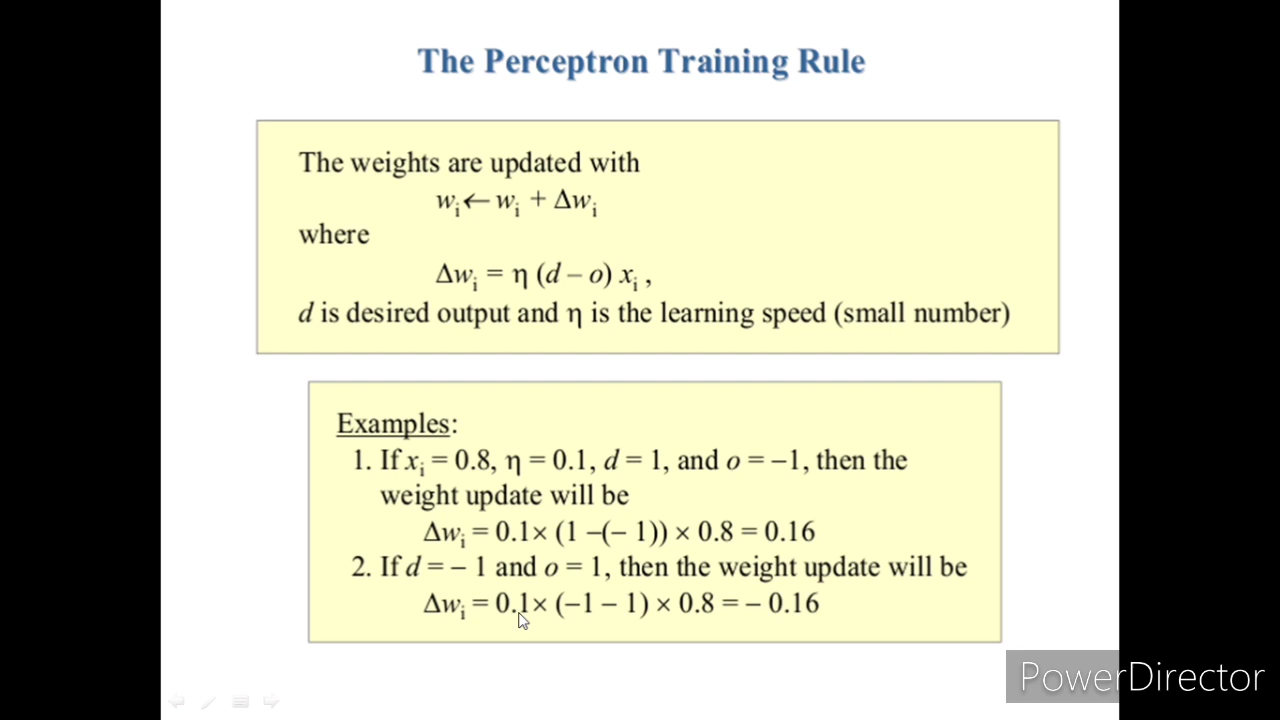 The Perceptron Training Rule
The weights are updated with
wᵢ ← wᵢ + Δwᵢ
where
Δwᵢ = η (d – o) xᵢ ,
d is desired output and η is the learning speed (small number)
Examples:
1. If xᵢ = 0.8, η = 0.1, d = 1, and o = –1, then the
weight update will be
Δwᵢ = 0.1× (1 –(– 1)) × 0.8 = 0.16
2. If d = – 1 and o = 1, then the weight update will be
Δwᵢ = 0.1× (–1 – 1) × 0.8 = – 0.16
PowerDirector